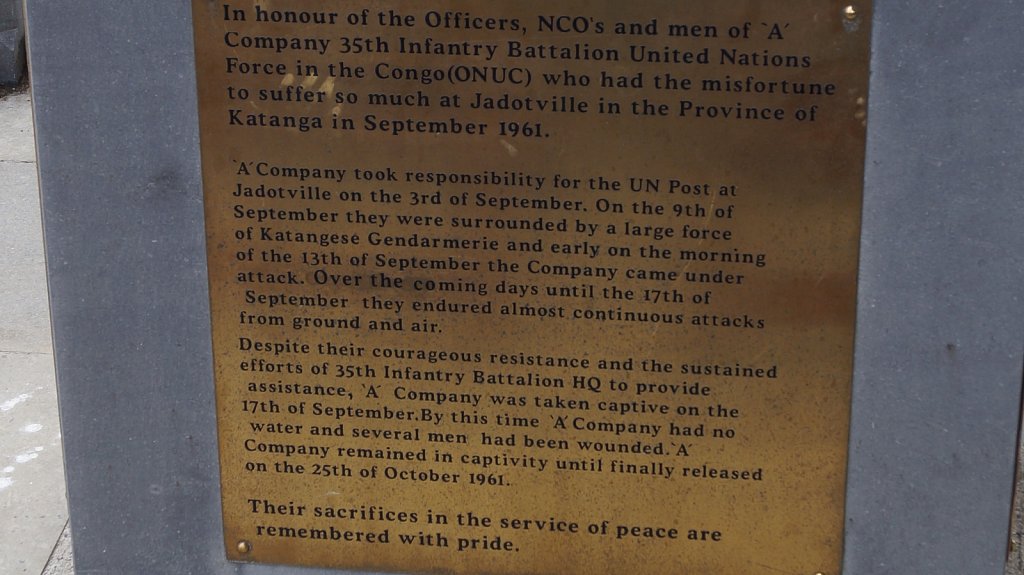 In honour of the Officers, NCO's and men of `A´
Company 35th Infantry Battalion United Nations
Force in the Congo(ONUC) who had the misfortune
to suffer so much at Jadotville in the Province of
Katanga in September 1961.
`A´Company took responsibility for the UN Post at
Jadotville on the 3rd of September. On the 9th of
September they were surrounded by a large force
of Katangese Gendarmerie and early on the morning
of the 13th of September the Company came under
attack. Over the coming days until the 17th of
September they endured almost continuous attacks
from ground and air.
Despite their courageous resistance and the sustained
efforts of 35th Infantry Battalion HQ to provide
assistance, `A´ Company was taken captive on the
17th of September.By this time `A´Company had no
water and several men had been wounded.`A´
Company remained in captivity until finally released
on the 25th of October 1961.
Their sacrifices in the service of peace are
remembered with pride.